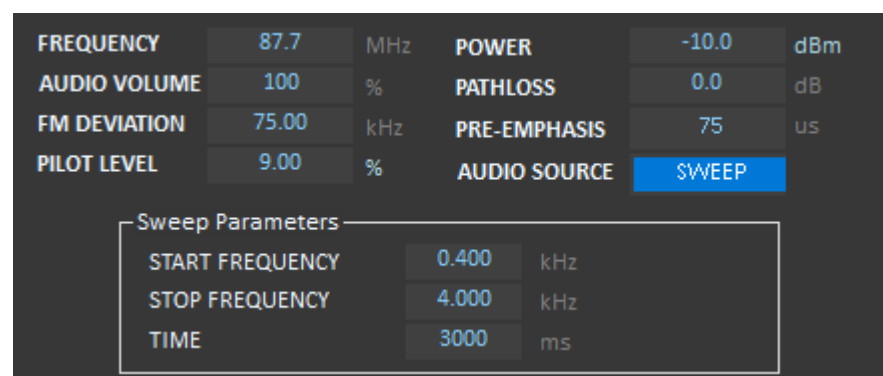 FREQUENCY 87.7 MHz POWER -10.0 dBm
AUDIO VOLUME 100 % PATHLOSS 0.0 dB
FM DEVIATION 75.00 kHz PRE-EMPHASIS 75 us
PILOT LEVEL 9.00 % AUDIO SOURCE SWEEP
Sweep Parameters
START FREQUENCY 0.400 kHz
STOP FREQUENCY 4.000 kHz
TIME 3000 ms